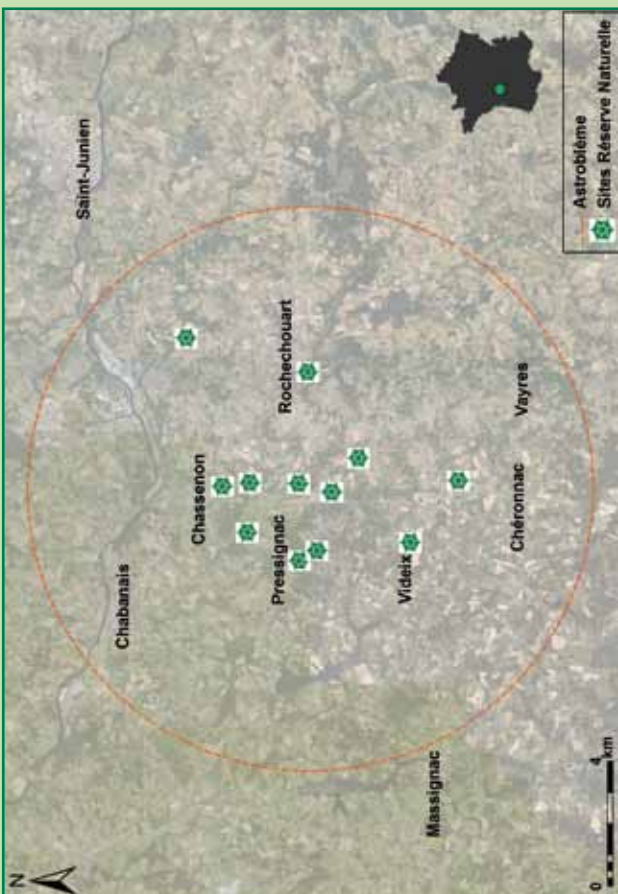 N
Saint-Junien
Chabanais
Chassenon
Rochechouart
Pressignac
Videix
Vayres
Chéronnac
Massignac
0 4
km
Astroblème
Sites Réserve Naturelle